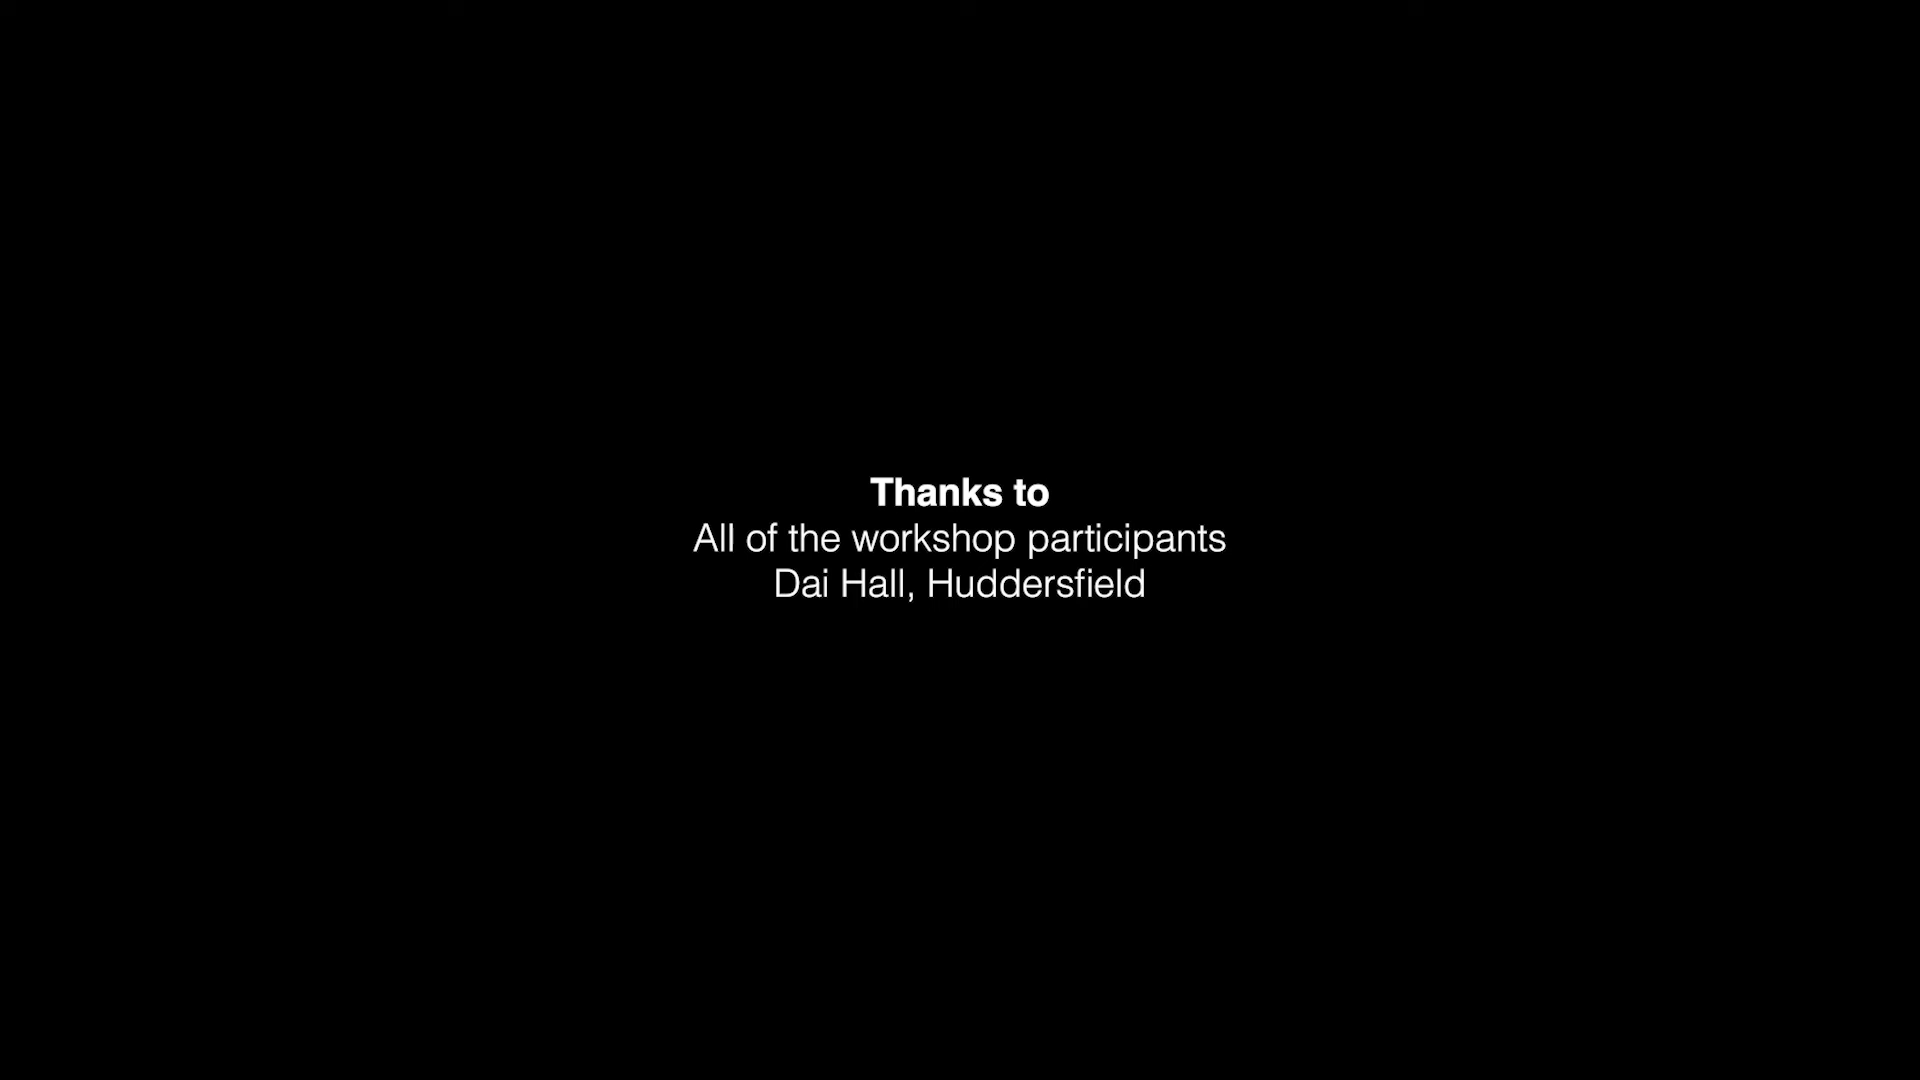 Thanks to
All of the workshop participants
Dai Hall, Huddersfield